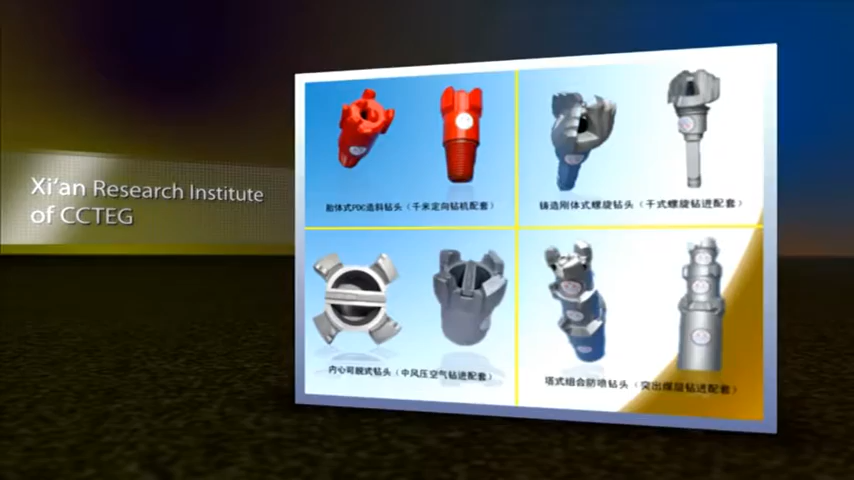 Xi'an Research Institute
of CCTEG
胎体式PDC造斜钻头（千米定向钻机配套）
铸造刚体式螺旋钻头（干式螺旋钻进配套）
内心可脱式钻头（中风压空气钻进配套）
塔式组合防喷钻头（突出煤层钻进配套）